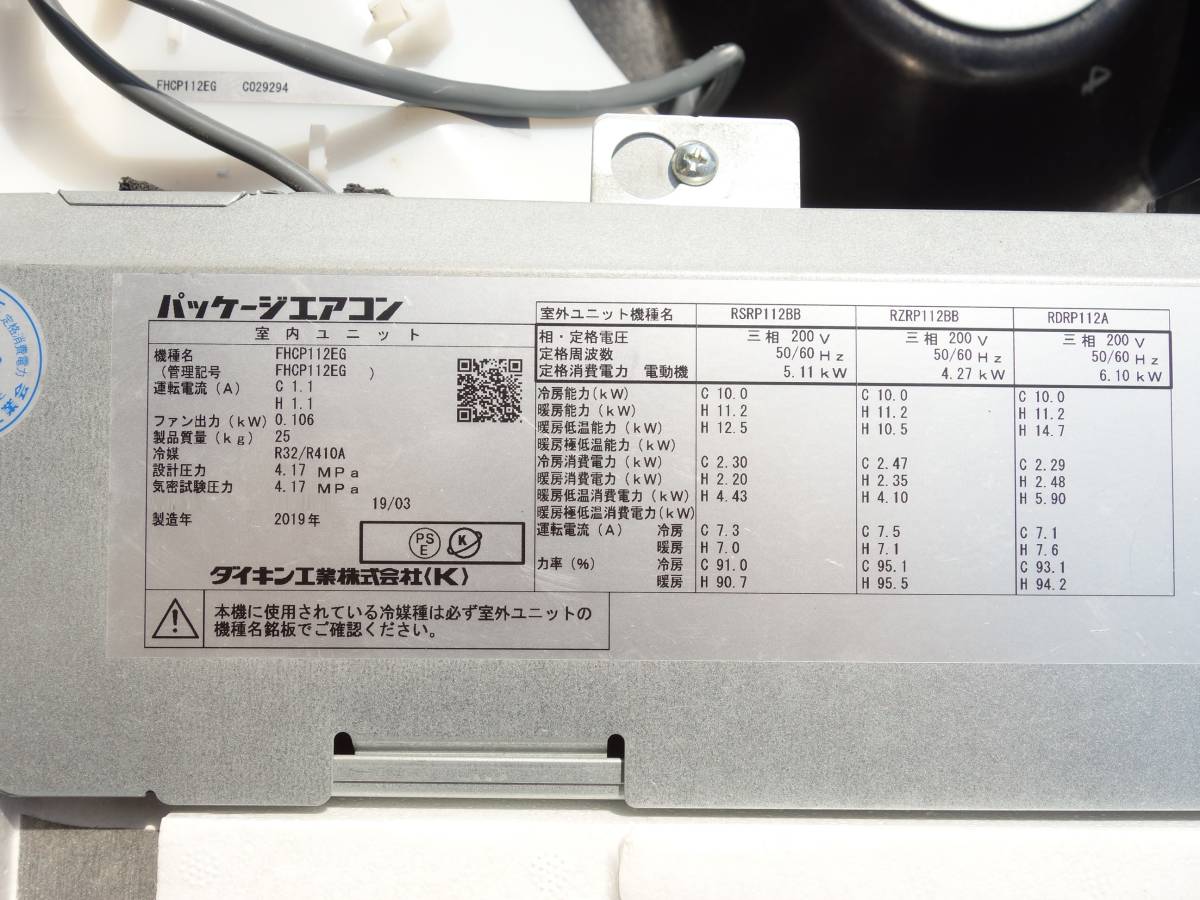 FHCP112EG C029294
定格消費電力
パッケージエアコン
室内ユニット
機種名 FHCP112EG
(管理記号 FHCP112EG )
運転電流(A) C 1.1
H 1.1
ファン出力(kW) 0.106
製品質量(kg) 25
冷媒 R32/R410A
設計圧力 4.17 MPa
気密試験圧力 4.17 MPa
19/03
製造年 2019年
PS
E
K
ダイキン工業株式会社(K)
本機に使用されている冷媒種は必ず室外ユニットの
機種名銘板でご確認ください。
室外ユニット機種名 RSRP112BB RZRP112BB RDRP112A
相・定格電圧 三相 200 V 三相 200 V 三相 200 V
定格周波数 50/60 Hz 50/60 Hz 50/60 Hz
定格消費電力 電動機 5.11 kW 4.27 kW 6.10 kW
冷房能力(kW) C 10.0 C 10.0 C 10.0
暖房能力(kW) H 11.2 H 11.2 H 11.2
暖房低温能力(kW) H 12.5 H 10.5 H 14.7
暖房極低温能力(kW)
冷房消費電力(kW) C 2.30 C 2.47 C 2.29
暖房消費電力(kW) H 2.20 H 2.35 H 2.48
暖房低温消費電力(kW) H 4.43 H 4.10 H 5.90
暖房極低温消費電力(kW)
運転電流(A) 冷房 C 7.3 C 7.5 C 7.1
暖房 H 7.0 H 7.1 H 7.6
力率(%) 冷房 C 91.0 C 95.1 C 93.1
暖房 H 90.7 H 95.5 H 94.2